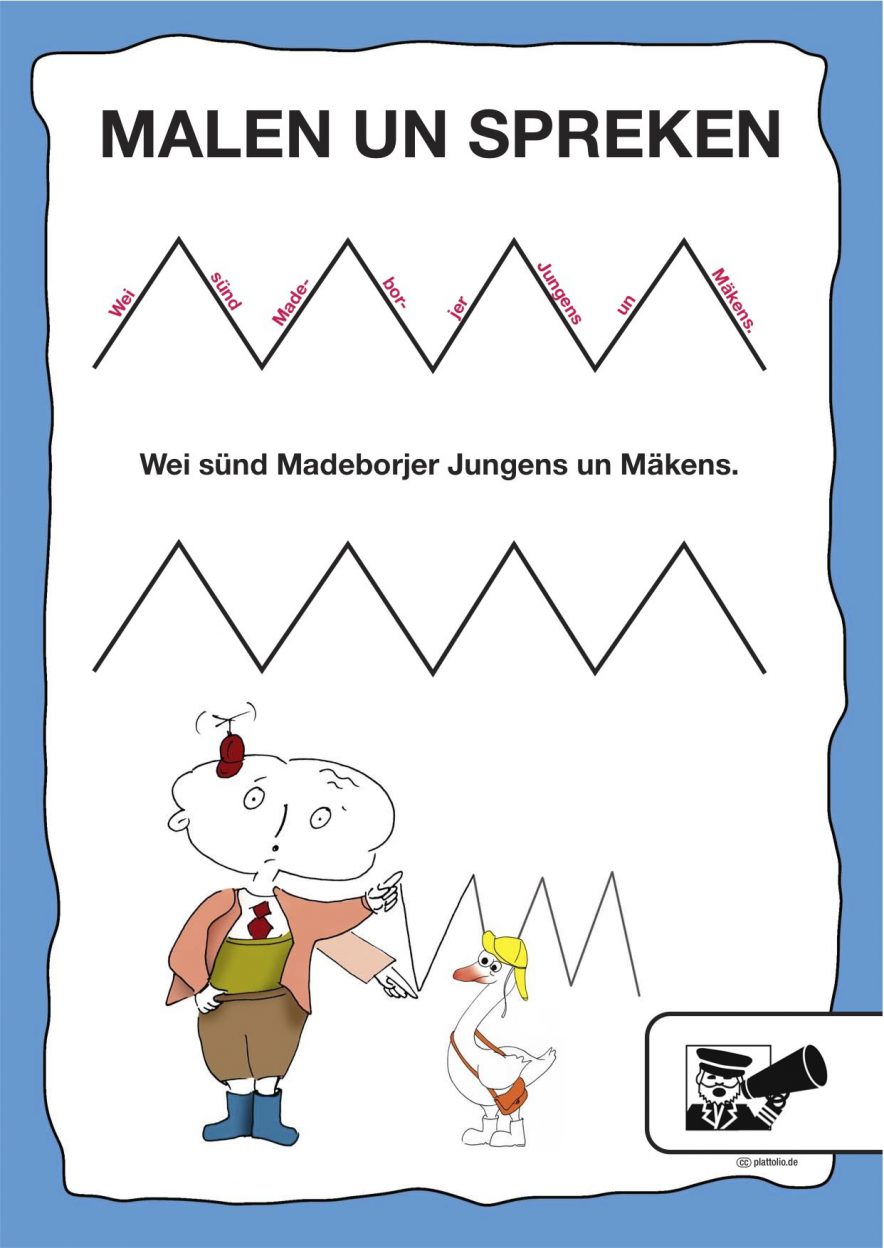 MALEN UN SPREKEN
Wei sünd Made- bor- jer Jungens un Mäkens.
Wei sünd Madeborjer Jungens un Mäkens.
cc plattolio.de